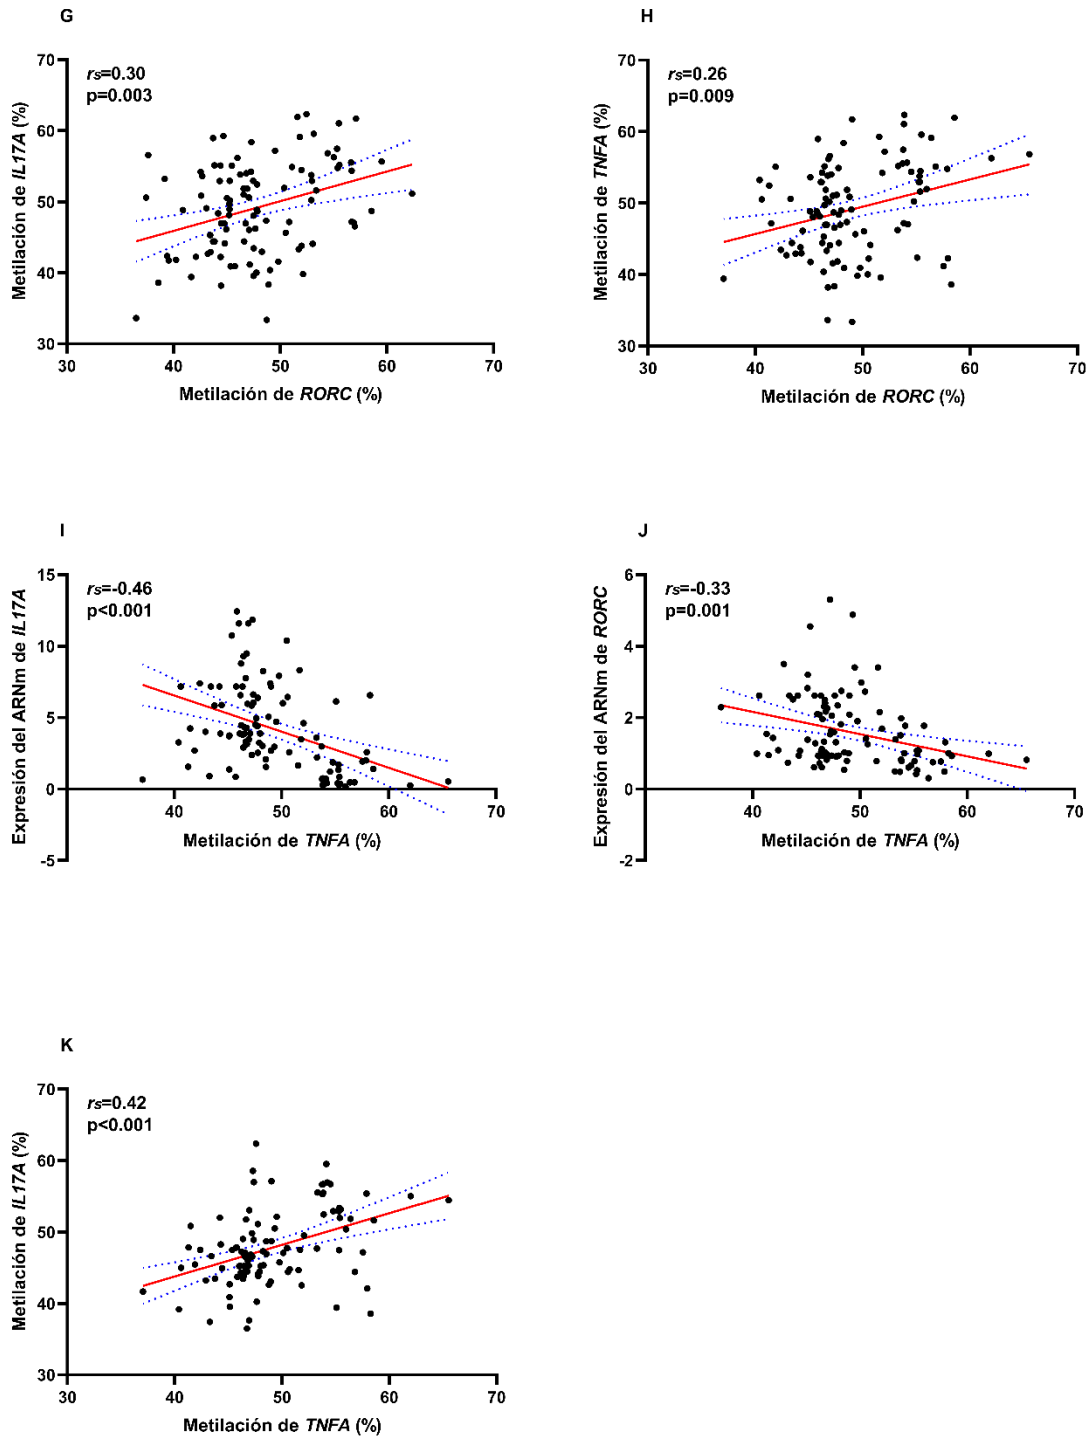 G
rs=0.30
p=0.003
70
60
50
40
30
Metilación de IL17A (%)
30 40 50 60 70
Metilación de RORC (%)
H
rs=0.26
p=0.009
70
60
50
40
30
Metilación de TNFA (%)
30 40 50 60 70
Metilación de RORC (%)
I
rs=-0.46
p<0.001
15
10
5
0
-5
Expresión del ARNm de IL17A
40 50 60 70
Metilación de TNFA (%)
J
rs=-0.33
p=0.001
6
4
2
0
-2
Expresión del ARNm de RORC
40 50 60 70
Metilación de TNFA (%)
K
rs=0.42
p<0.001
70
60
50
40
30
Metilación de IL17A (%)
30 40 50 60 70
Metilación de TNFA (%)